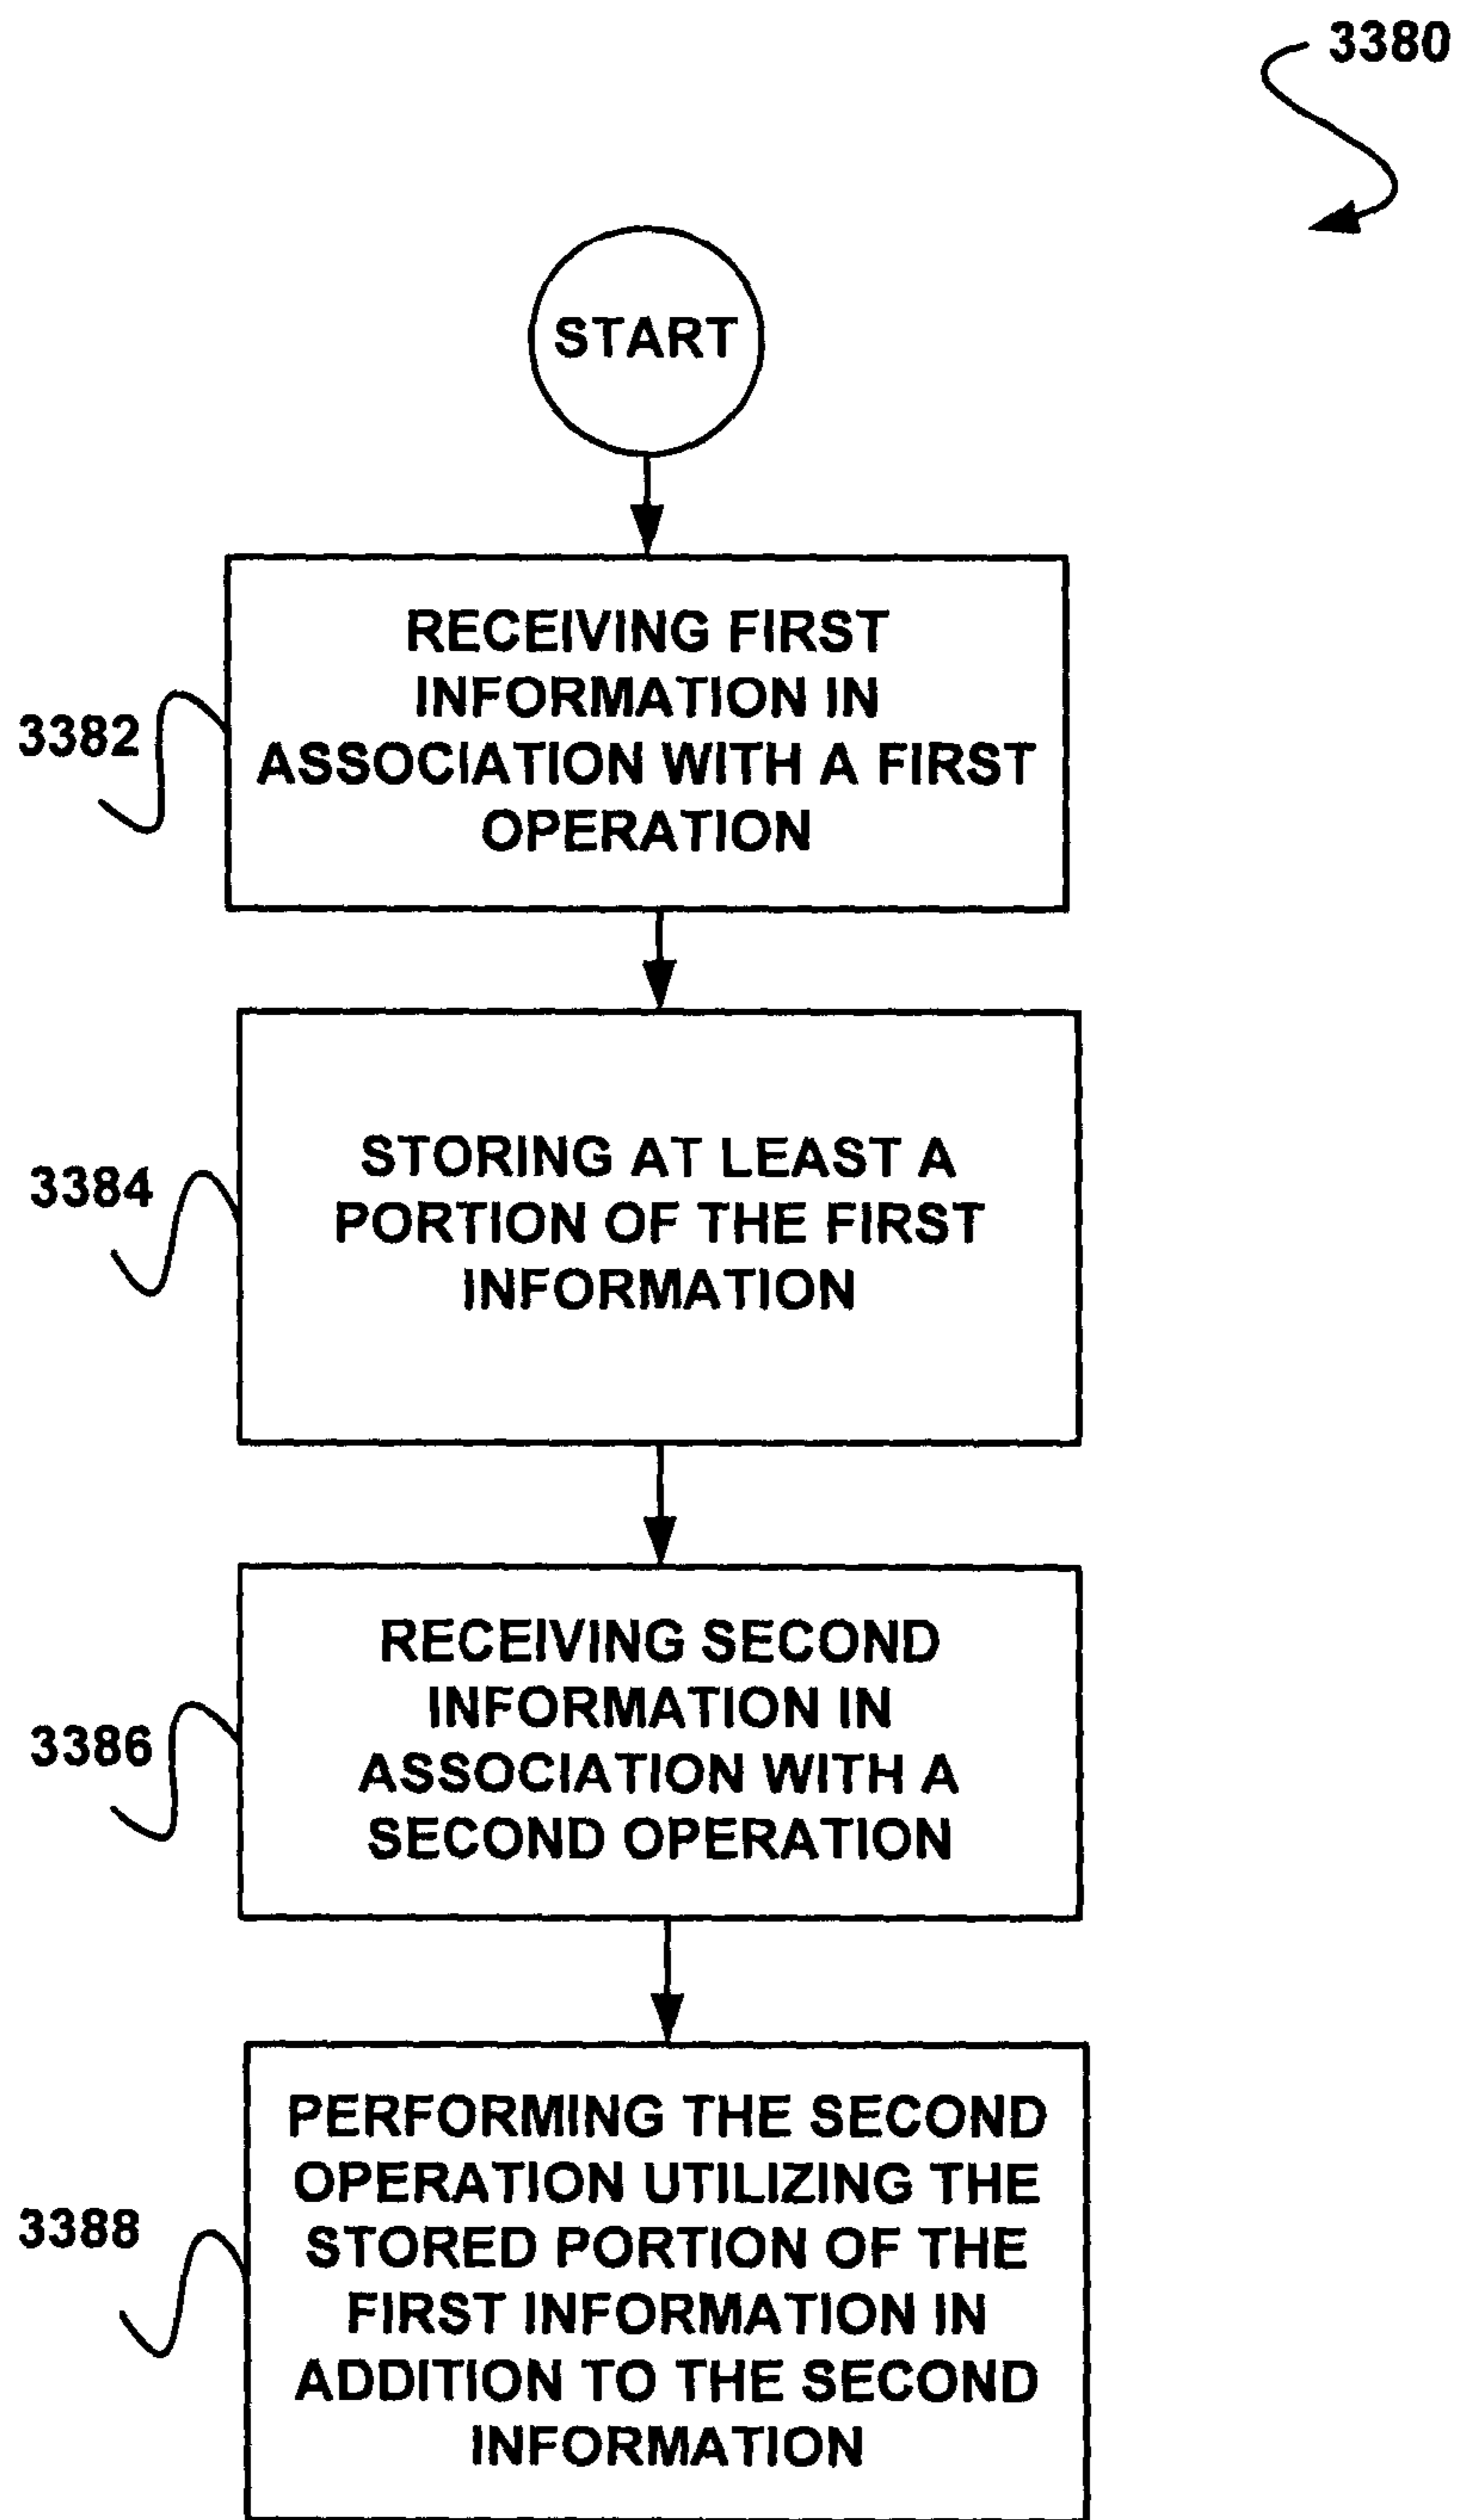 3380
START
RECEIVING FIRST
INFORMATION IN
ASSOCIATION WITH A FIRST
OPERATION
3382
STORING AT LEAST A
PORTION OF THE FIRST
INFORMATION
3384
RECEIVING SECOND
INFORMATION IN
ASSOCIATION WITH A
SECOND OPERATION
3386
PERFORMING THE SECOND
OPERATION UTILIZING THE
STORED PORTION OF THE
FIRST INFORMATION IN
ADDITION TO THE SECOND
INFORMATION
3388